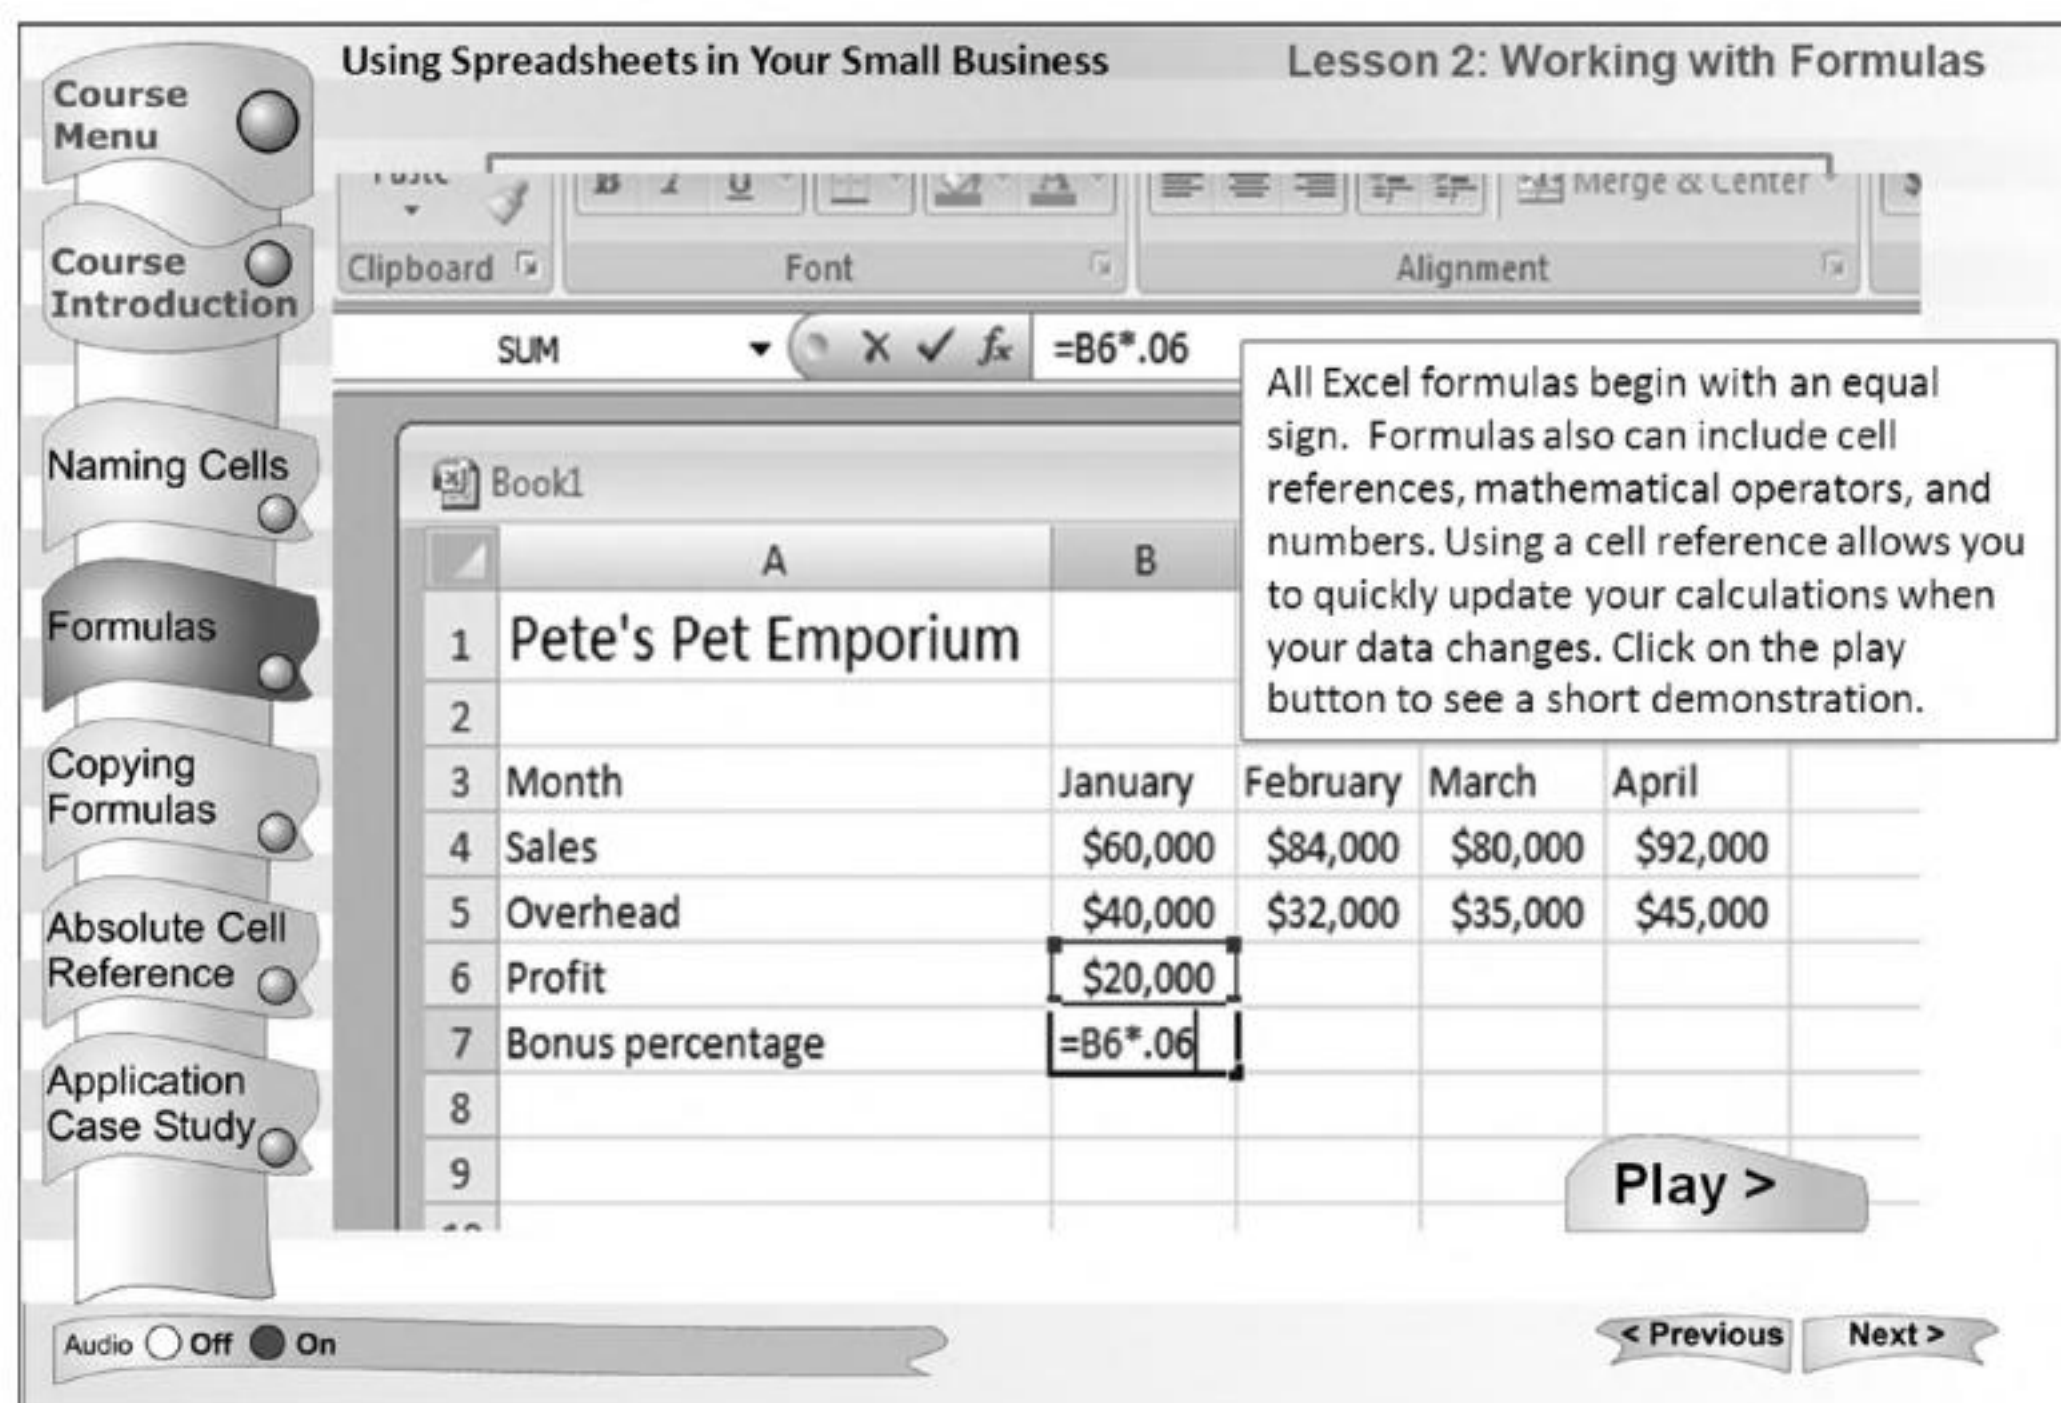 Using Spreadsheets in Your Small Business
Lesson 2: Working with Formulas
Course
Menu
Course
Introduction
Naming Cells
Formulas
Copying
Formulas
Absolute Cell
Reference
Application
Case Study
Paste
B I U
Merge & Center
$
Clipboard
Font
Alignment
SUM
fx
=B6*.06
All Excel formulas begin with an equal
sign. Formulas also can include cell
references, mathematical operators, and
numbers. Using a cell reference allows you
to quickly update your calculations when
your data changes. Click on the play
button to see a short demonstration.
Book1
A B
1 Pete's Pet Emporium
2
3 Month January February March April
4 Sales $60,000 $84,000 $80,000 $92,000
5 Overhead $40,000 $32,000 $35,000 $45,000
6 Profit $20,000
7 Bonus percentage =B6*.06
8
9
10
Play >
Audio Off On
< Previous
Next >